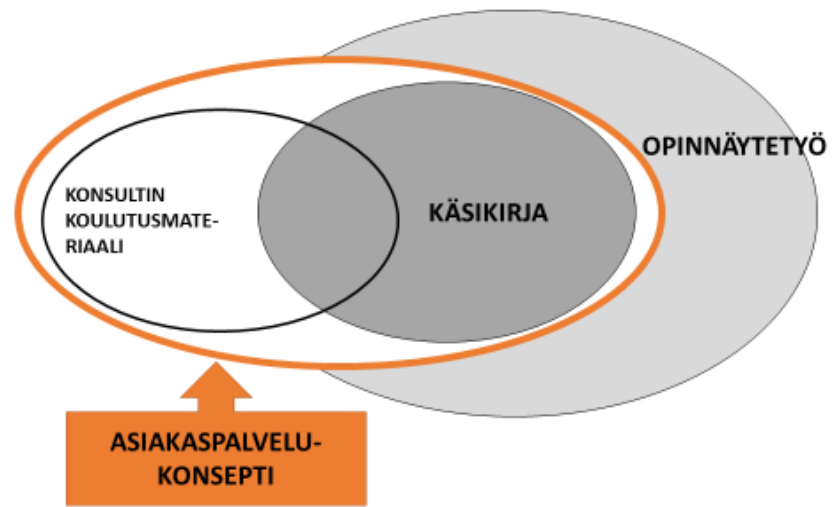 OPINNÄYTETYÖ
KONSULTIN
KOULUTUSMATE-
RIAALI
KÄSIKIRJA
ASIAKASPALVELU-
KONSEPTI